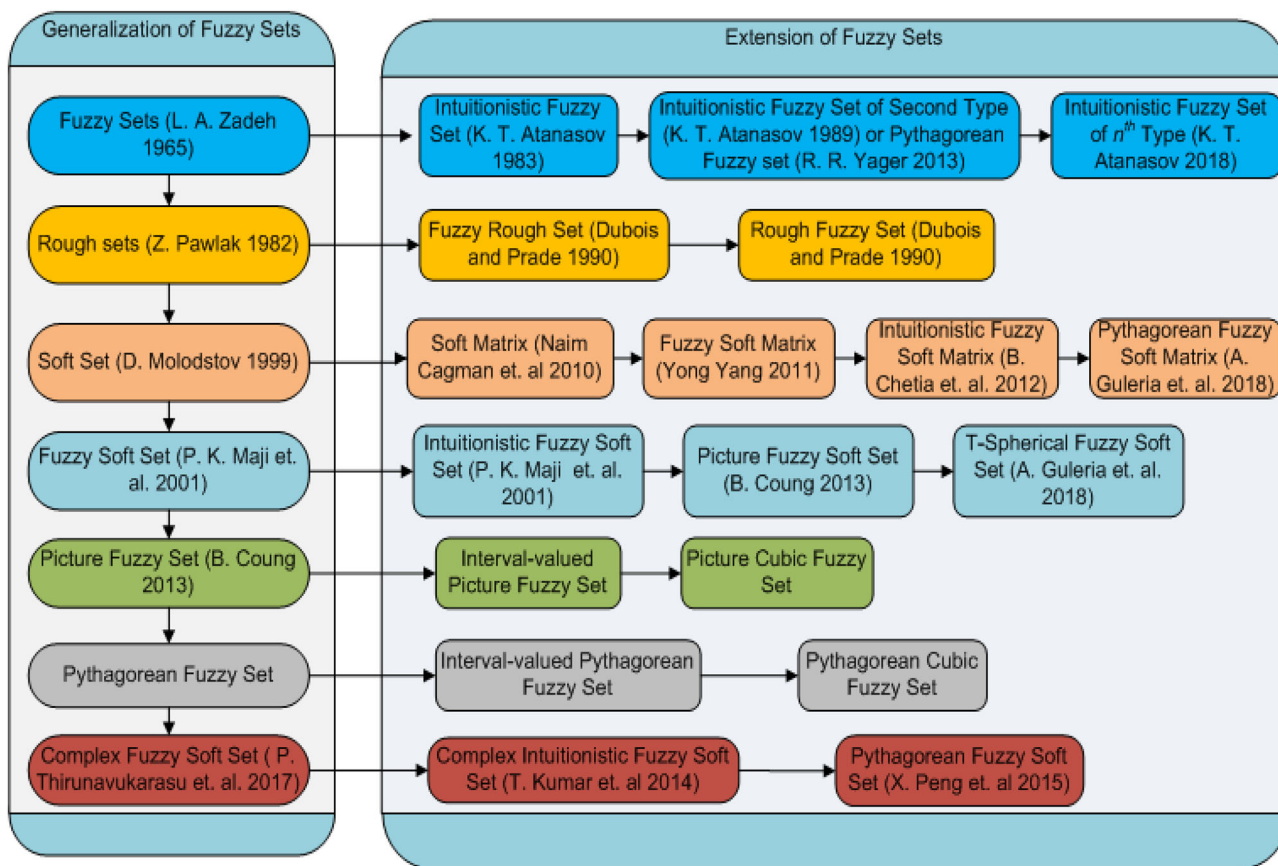 Generalization of Fuzzy Sets
Extension of Fuzzy Sets
Fuzzy Sets (L. A. Zadeh
1965)
Intuitionistic Fuzzy
Set (K. T. Atanasov
1983)
Intuitionistic Fuzzy Set of Second Type
(K. T. Atanasov 1989) or Pythagorean
Fuzzy set (R. R. Yager 2013)
Intuitionistic Fuzzy Set
of nth Type (K. T.
Atanasov 2018)
Rough sets (Z. Pawlak 1982)
Fuzzy Rough Set (Dubois
and Prade 1990)
Rough Fuzzy Set (Dubois
and Prade 1990)
Soft Set (D. Molodstov 1999)
Soft Matrix (Naim
Cagman et. al 2010)
Fuzzy Soft Matrix
(Yong Yang 2011)
Intuitionistic Fuzzy
Soft Matrix (B.
Chetia et. al. 2012)
Pythagorean Fuzzy
Soft Matrix (A.
Guleria et. al. 2018)
Fuzzy Soft Set (P. K. Maji et.
al. 2001)
Intuitionistic Fuzzy Soft
Set (P. K. Maji et. al.
2001)
Picture Fuzzy Soft Set
(B. Coung 2013)
T-Spherical Fuzzy Soft
Set (A. Guleria et. al.
2018)
Picture Fuzzy Set (B. Coung
2013)
Interval-valued
Picture Fuzzy Set
Picture Cubic Fuzzy
Set
Pythagorean Fuzzy Set
Interval-valued Pythagorean
Fuzzy Set
Pythagorean Cubic
Fuzzy Set
Complex Fuzzy Soft Set ( P.
Thirunavukarasu et. al. 2017)
Complex Intuitionistic Fuzzy Soft
Set (T. Kumar et. al 2014)
Pythagorean Fuzzy Soft
Set (X. Peng et. al 2015)